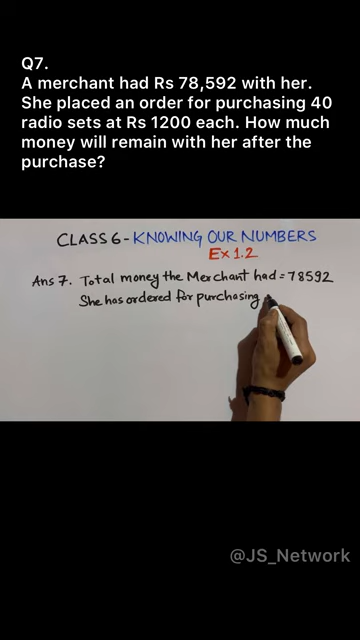 Q7.
A merchant had Rs 78,592 with her.
She placed an order for purchasing 40
radio sets at Rs 1200 each. How much
money will remain with her after the
purchase?
CLASS 6 - KNOWING OUR NUMBERS
Ex 1.2
Ans 7. Total money the Merchant had = 78592
She has ordered for purchasing
@JS_Network